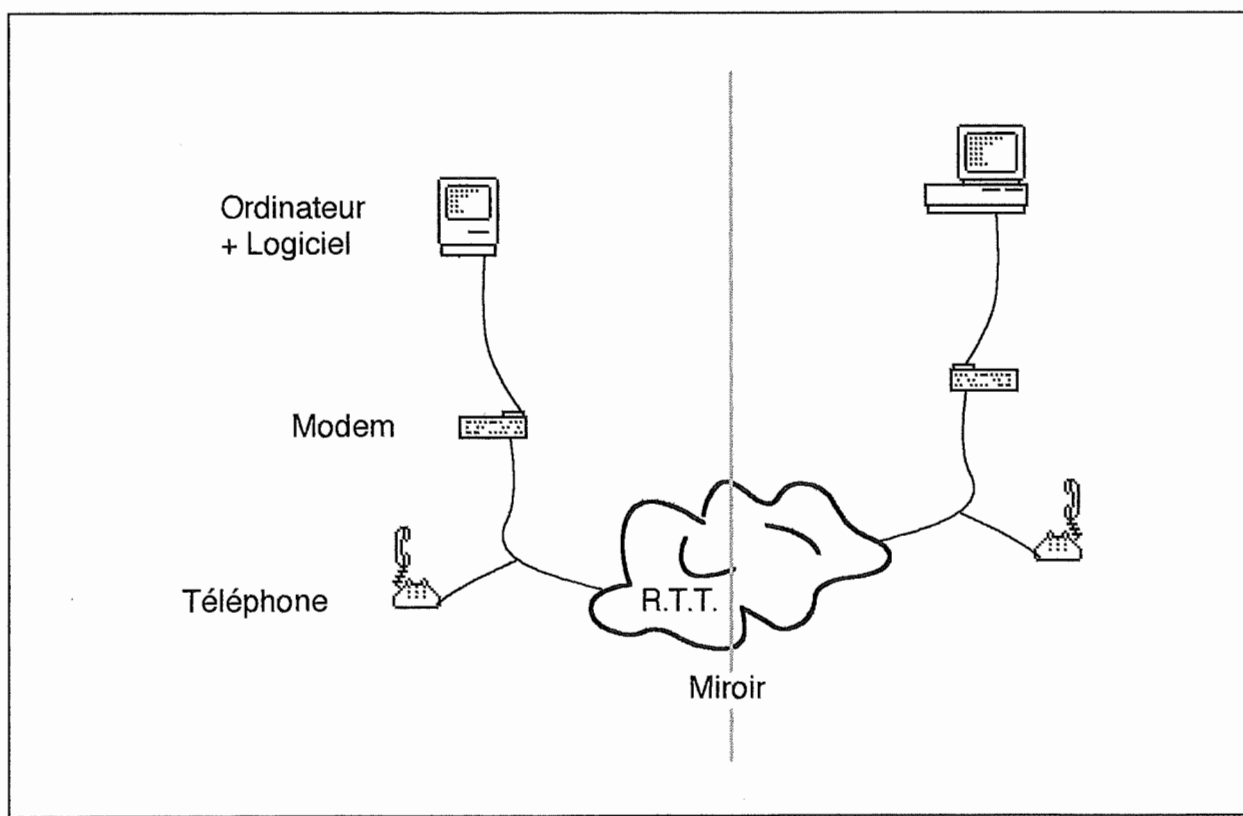 Ordinateur
+ Logiciel
Modem
Téléphone
R.T.T.
Miroir